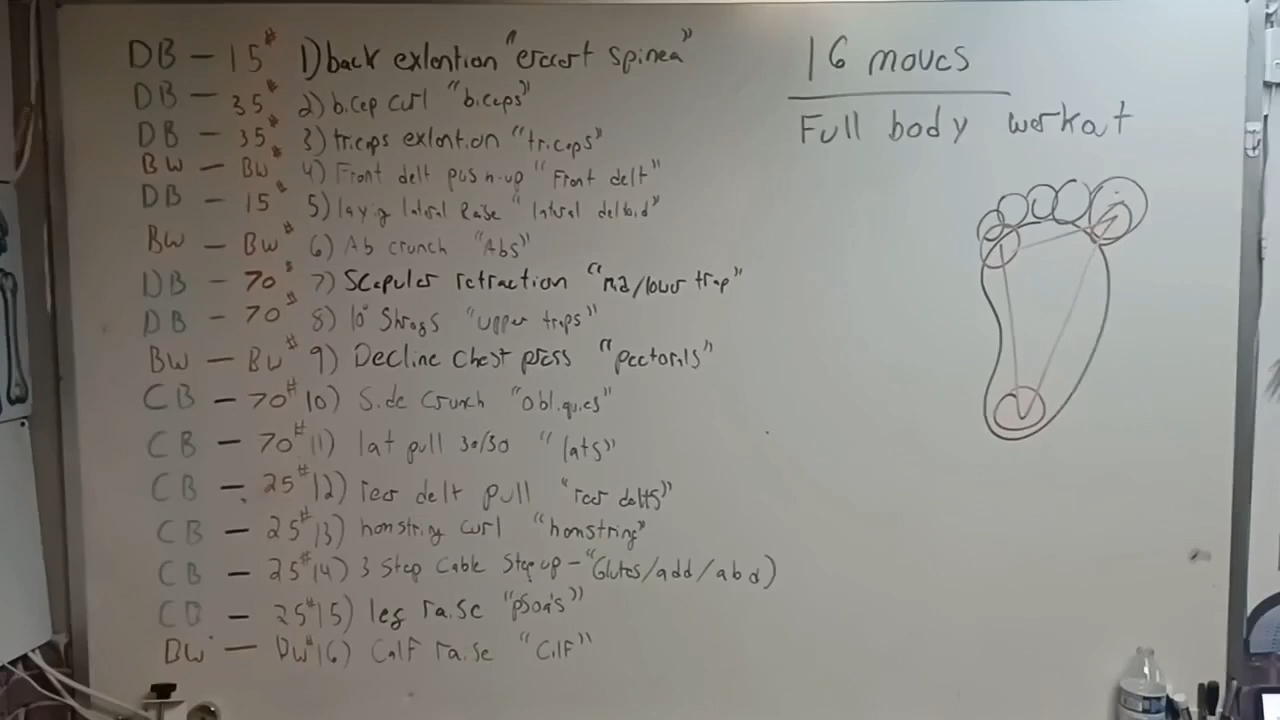 DB - 15# 1) back extention "erecert spinea"
DB - 35# 2) bicep curl "biceps"
DB - 35# 3) triceps extention "triceps"
BW - BW# 4) Front delt push-up "Front delt"
DB - 15# 5) laying lateral Raise "lateral deltoid"
BW - BW# 6) Ab crunch "Abs"
DB - 70# 7) Scapuler retraction "mid/lower trap"
DB - 70# 8) 10° Shrogs "upper traps"
BW - BW# 9) Decline Chest press "pectorals"
CB - 70# 10) Side Crunch "Obliques"
CB - 70# 11) lat pull 30/30 "lats"
CB - 25# 12) rear delt pull "rear delts"
CB - 25# 13) hamstring curl "hamstring"
CB - 25# 14) 3 Step Cable Step up - "Glutes/add/abd)
CB - 25# 15) leg raise "psoas"
BW - BW# 16) Calf raise "Calf"
16 moves
Full body workout